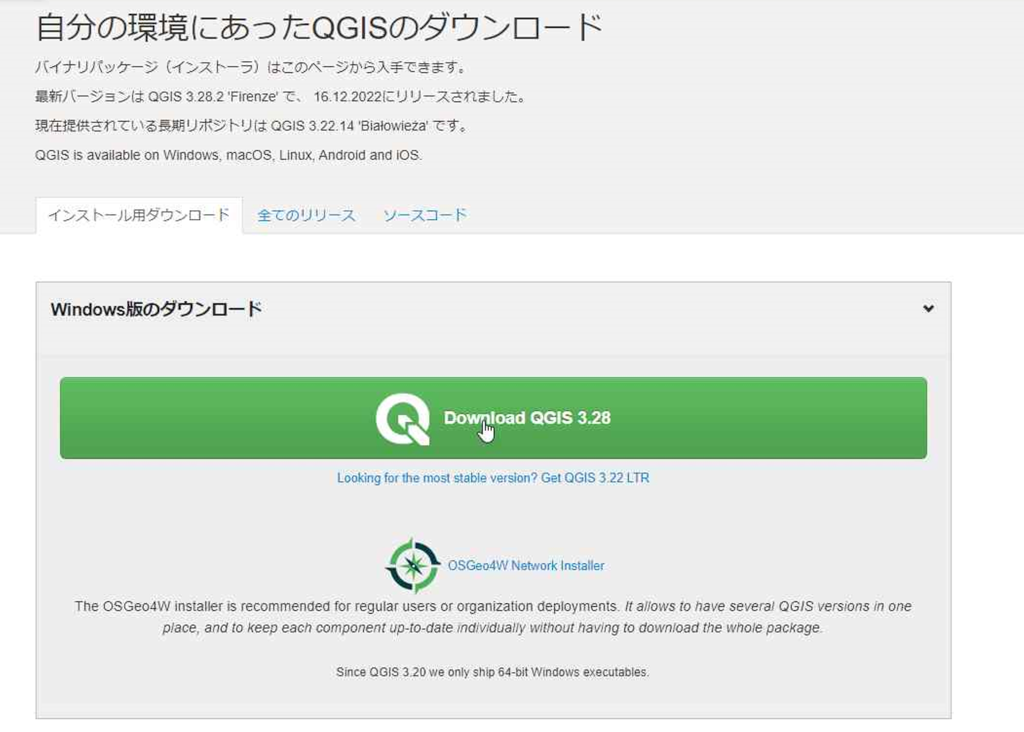 自分の環境にあったQGISのダウンロード
バイナリパッケージ（インストーラ）はこのページから入手できます。
最新バージョンは QGIS 3.28.2 'Firenze' で、 16.12.2022にリリースされました。
現在提供されている長期リポジトリは QGIS 3.22.14 'Białowieża' です。
QGIS is available on Windows, macOS, Linux, Android and iOS.
インストール用ダウンロード 全てのリリース ソースコード
Windows版のダウンロード
Download QGIS 3.28
Looking for the most stable version? Get QGIS 3.22 LTR
OSGeo4W Network Installer
The OSGeo4W installer is recommended for regular users or organization deployments. It allows to have several QGIS versions in one
place, and to keep each component up-to-date individually without having to download the whole package.
Since QGIS 3.20 we only ship 64-bit Windows executables.